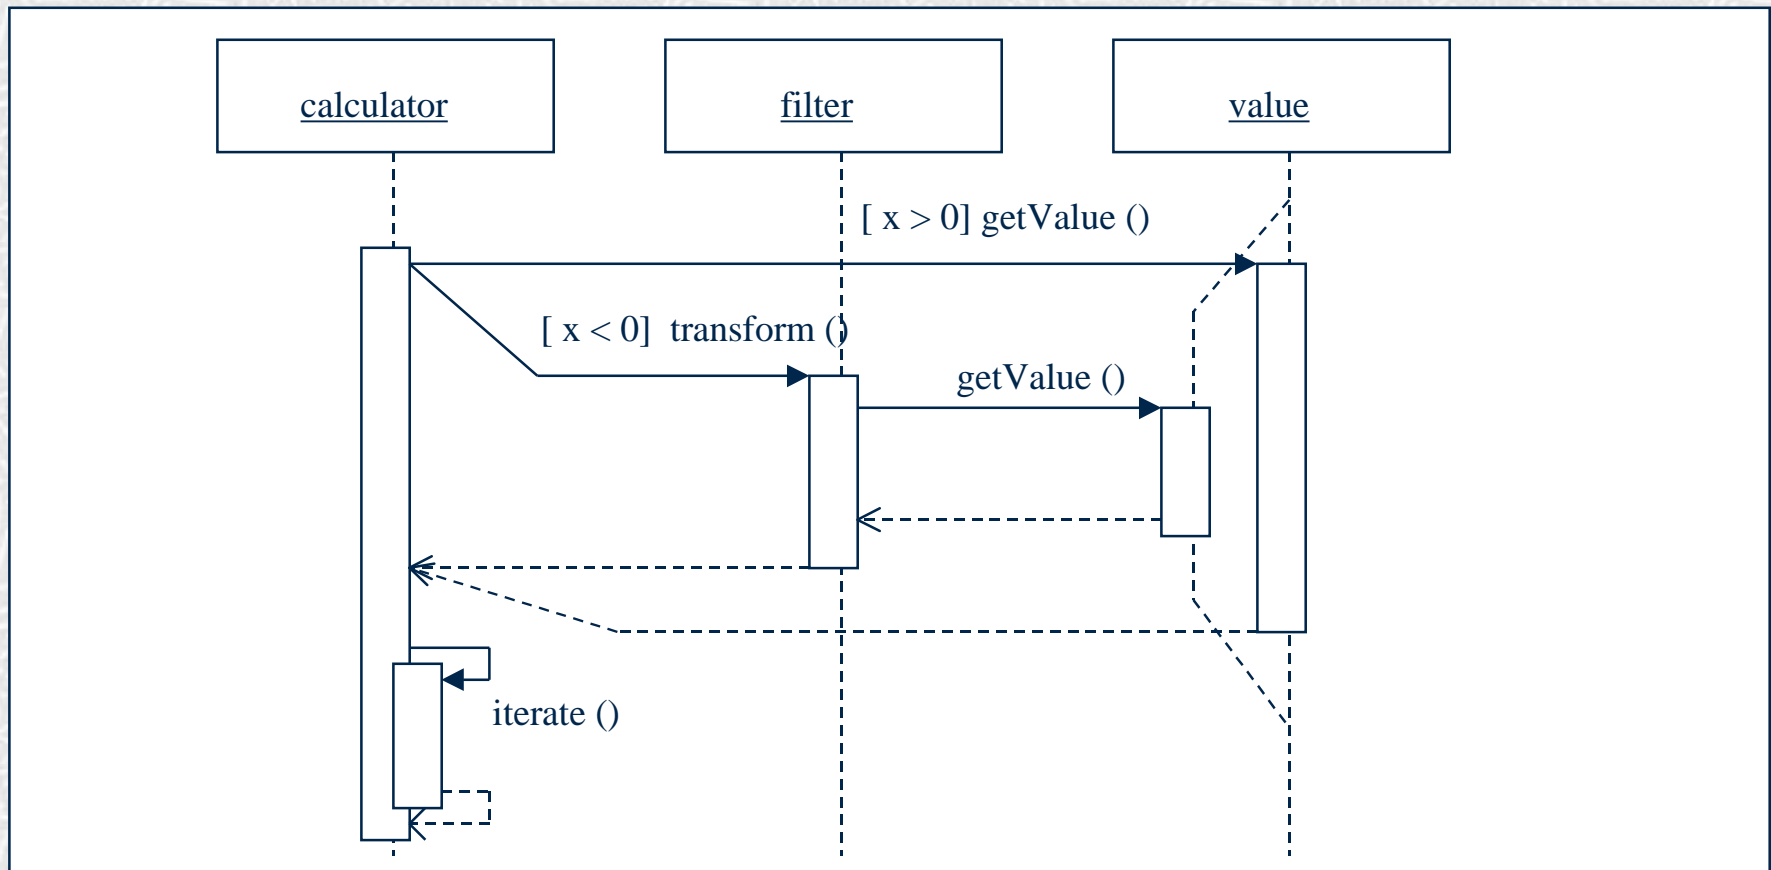 calculator
filter
value
[ x > 0] getValue ()
[ x < 0] transform ()
getValue ()
iterate ()